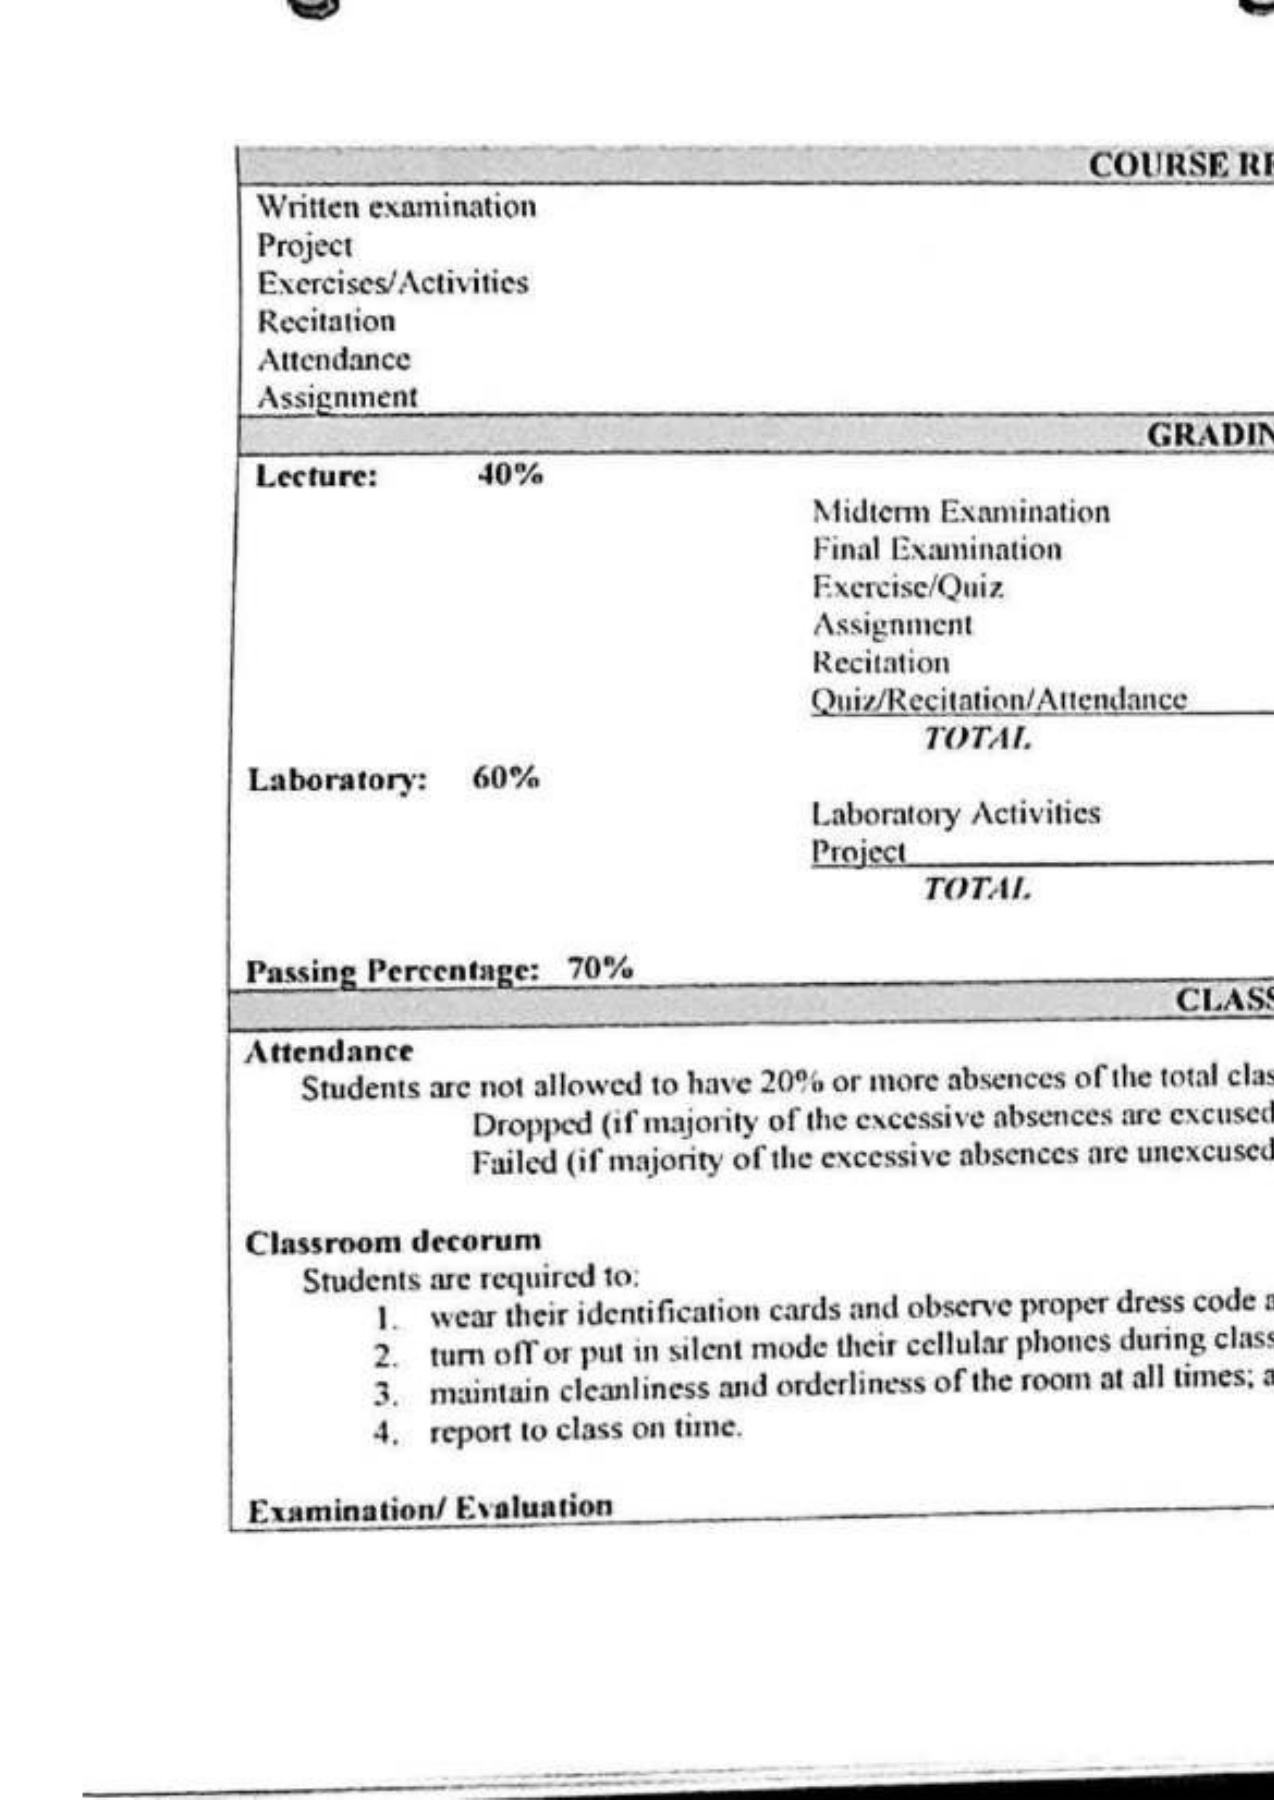 COURSE RE
Written examination
Project
Exercises/Activities
Recitation
Attendance
Assignment
GRADIN
Lecture: 40%
Midterm Examination
Final Examination
Exercise/Quiz
Assignment
Recitation
Quiz/Recitation/Attendance
TOTAL
Laboratory: 60%
Laboratory Activities
Project
TOTAL
Passing Percentage: 70%
CLASS
Attendance
Students are not allowed to have 20% or more absences of the total clas
Dropped (if majority of the excessive absences are excused
Failed (if majority of the excessive absences are unexcused
Classroom decorum
Students are required to:
1. wear their identification cards and observe proper dress code a
2. turn off or put in silent mode their cellular phones during class
3. maintain cleanliness and orderliness of the room at all times; a
4. report to class on time.
Examination/ Evaluation